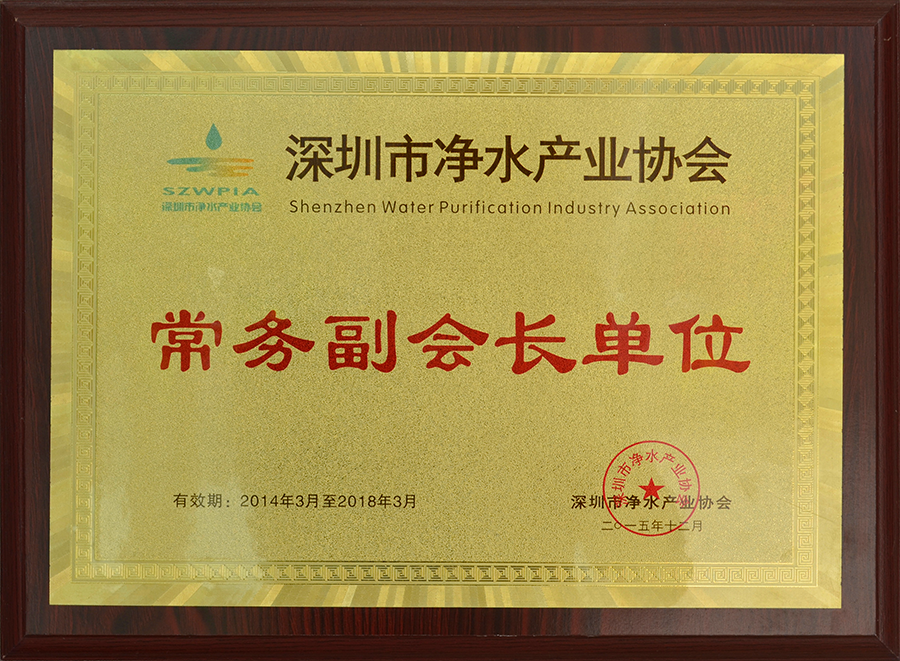 深圳市净水产业协会
Shenzhen Water Purification Industry Association
SZWPIA
深圳市净水产业协会
常务副会长单位
有效期：2014年3月至2018年3月
深圳市净水产业协会
二〇一五年十二月
深圳市净水产业协会